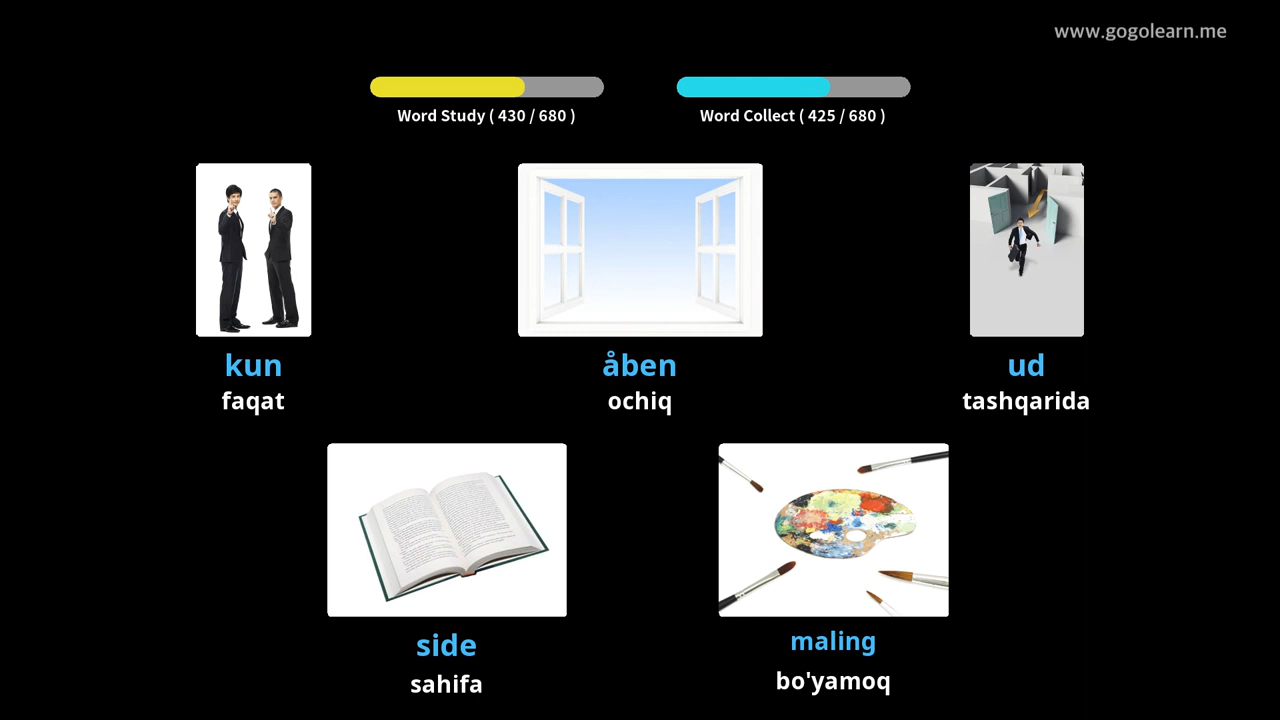 www.gogolearn.me
Word Study ( 430 / 680 )
Word Collect ( 425 / 680 )
kun
faqat
åben
ochiq
ud
tashqarida
side
sahifa
maling
bo'yamoq